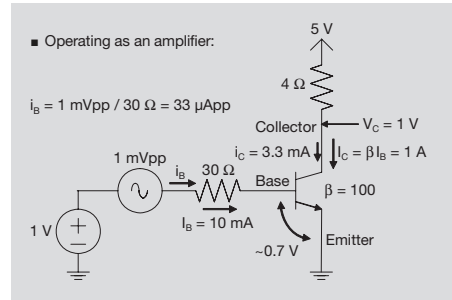 ■ Operating as an amplifier:
5 V
4 Ω
i_B = 1 mVpp / 30 Ω = 33 µApp
Collector
V_C = 1 V
i_C = 3.3 mA
I_C = βI_B = 1 A
1 mVpp
i_B
30 Ω
Base
β = 100
I_B = 10 mA
1 V
+
−
~0.7 V
Emitter